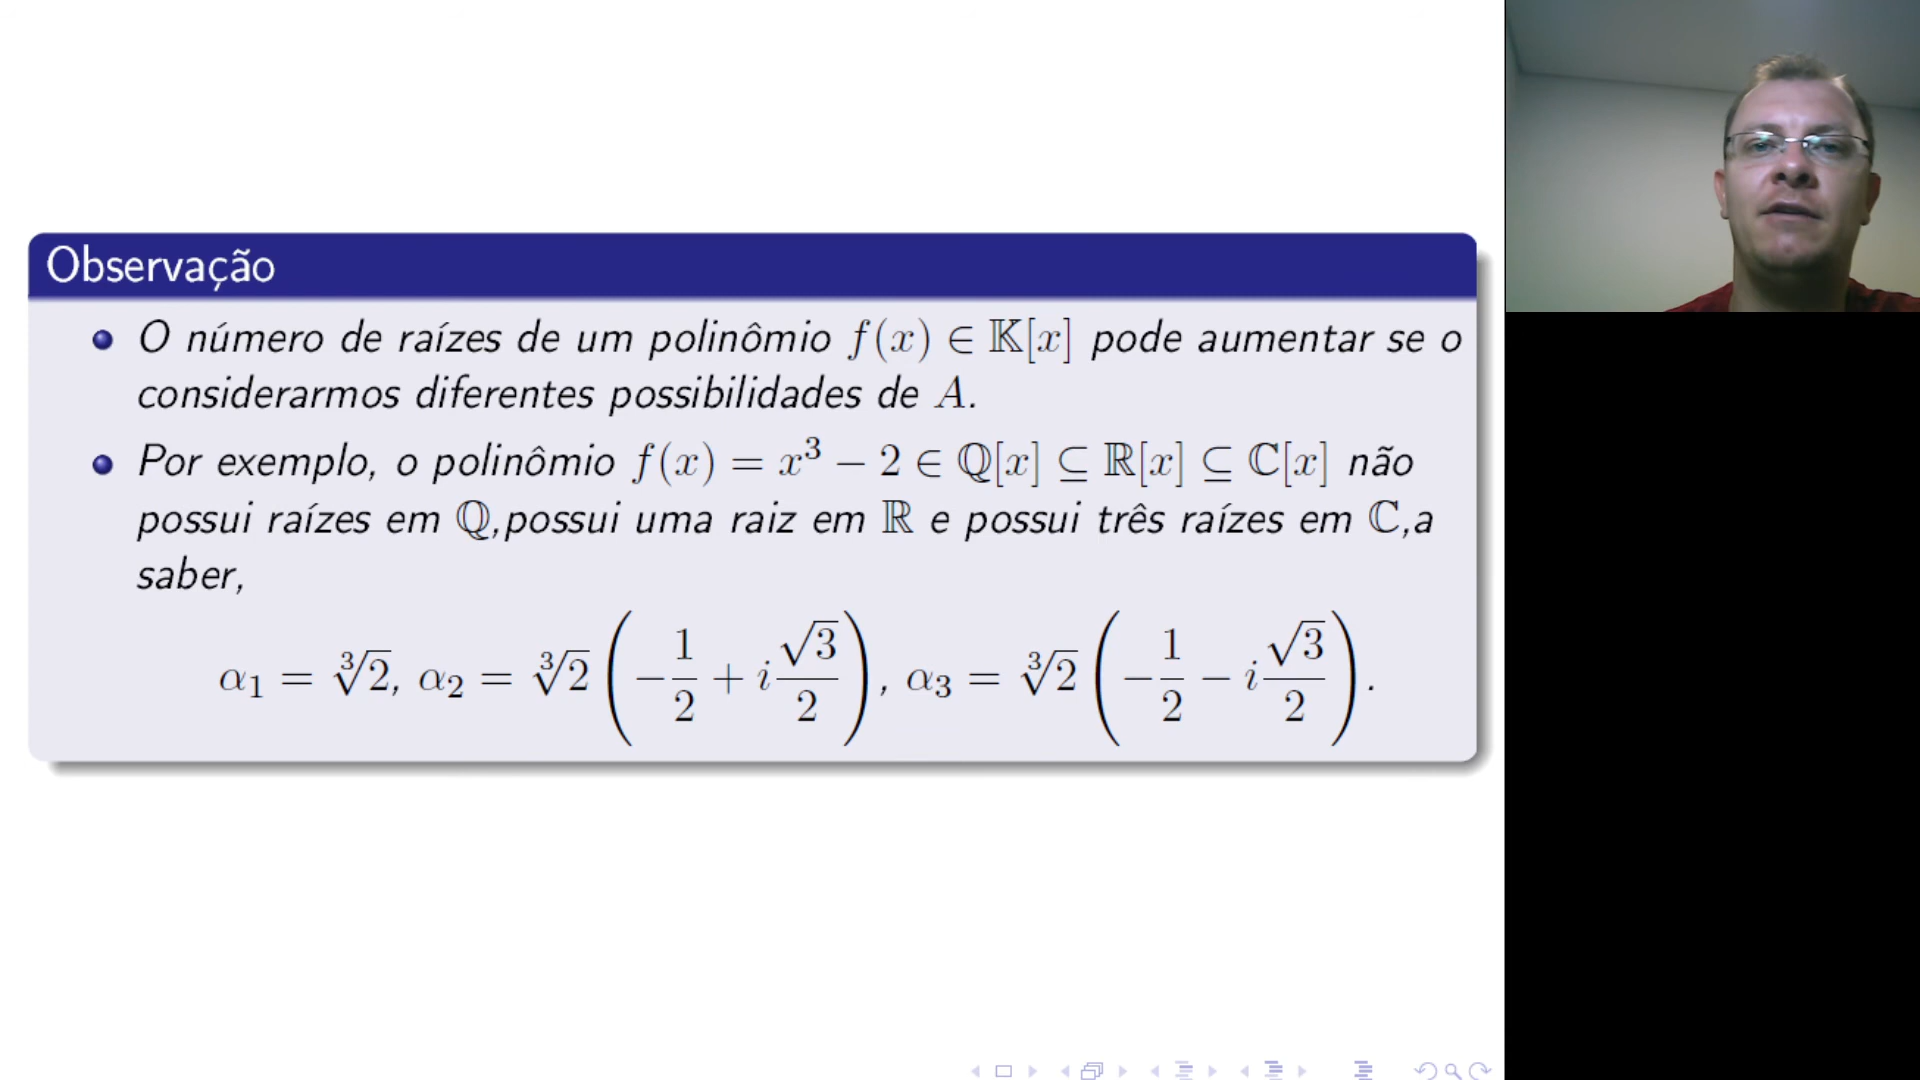 Observação
O número de raízes de um polinômio f(x) ∈ 𝕂[x] pode aumentar se o
considerarmos diferentes possibilidades de A.
Por exemplo, o polinômio f(x) = x³ − 2 ∈ ℚ[x] ⊆ ℝ[x] ⊆ ℂ[x] não
possui raízes em ℚ,possui uma raiz em ℝ e possui três raízes em ℂ,a
saber,
α₁ = ∛2, α₂ = ∛2 (−1/2 + i √3/2), α₃ = ∛2 (−1/2 − i √3/2).